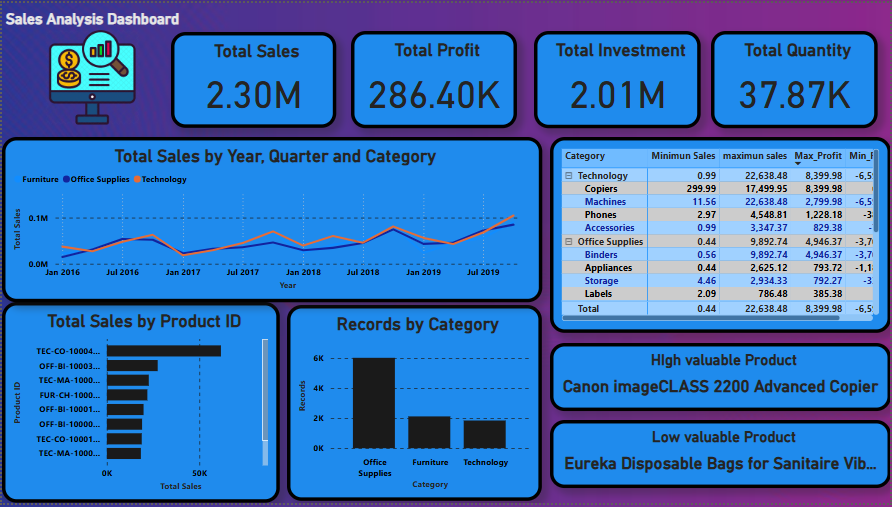 Sales Analysis Dashboard
Total Sales
2.30M
Total Profit
286.40K
Total Investment
2.01M
Total Quantity
37.87K
Total Sales by Year, Quarter and Category
Furniture Office Supplies Technology
Total Sales
0.1M
0.0M
Jan 2016 Jul 2016 Jan 2017 Jul 2017 Jan 2018 Jul 2018 Jan 2019 Jul 2019
Year
Category Minimun Sales maximun sales Max_Profit Min_
Technology 0.99 22,638.48 8,399.98 -6,5
Copiers 299.99 17,499.95 8,399.98
Machines 11.56 22,638.48 2,799.98 -6,5
Phones 2.97 4,548.81 1,228.18 -3
Accessories 0.99 3,347.37 829.38
Office Supplies 0.44 9,892.74 4,946.37 -3,70
Binders 0.56 9,892.74 4,946.37 -3,70
Appliances 0.44 2,625.12 793.72 -1,1
Storage 4.46 2,934.33 792.27 -3
Labels 2.09 786.48 385.38
Total 0.44 22,638.48 8,399.98 -6,5
Total Sales by Product ID
Product ID
TEC-CO-10004...
OFF-BI-10003...
TEC-MA-1000...
FUR-CH-1000...
OFF-BI-10001...
OFF-BI-10000...
TEC-CO-10001...
TEC-MA-1000...
0K 50K
Total Sales
Records by Category
Records
6K
4K
2K
0K
Office Supplies Furniture Technology
Category
HIgh valuable Product
Canon imageCLASS 2200 Advanced Copier
Low valuable Product
Eureka Disposable Bags for Sanitaire Vib...